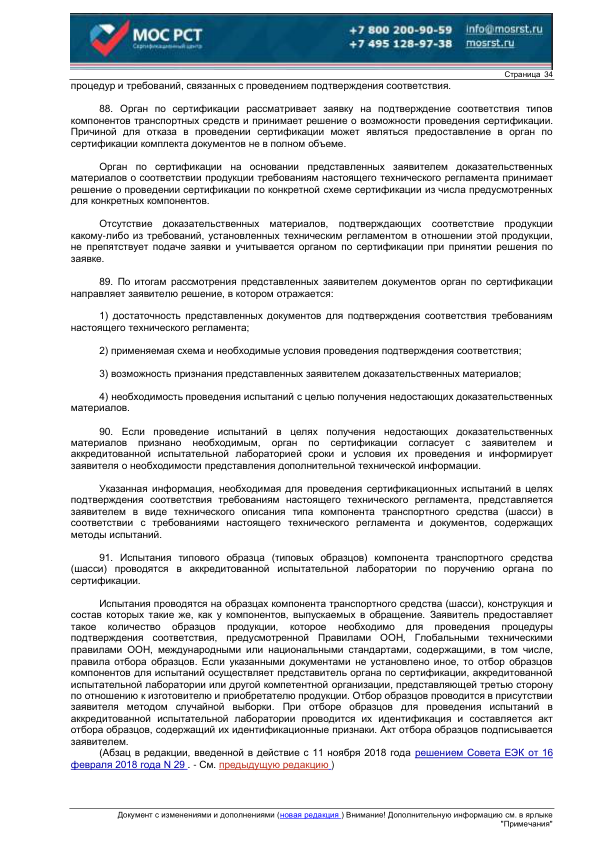 МОС РСТ
Сертификационный центр
+7 800 200-90-59
+7 495 128-97-38
info@mosrst.ru
mosrst.ru
Страница 34
процедур и требований, связанных с проведением подтверждения соответствия.
88. Орган по сертификации рассматривает заявку на подтверждение соответствия типов
компонентов транспортных средств и принимает решение о возможности проведения сертификации.
Причиной для отказа в проведении сертификации может являться предоставление в орган по
сертификации комплекта документов не в полном объеме.
Орган по сертификации на основании представленных заявителем доказательственных
материалов о соответствии продукции требованиям настоящего технического регламента принимает
решение о проведении сертификации по конкретной схеме сертификации из числа предусмотренных
для конкретных компонентов.
Отсутствие доказательственных материалов, подтверждающих соответствие продукции
какому-либо из требований, установленных техническим регламентом в отношении этой продукции,
не препятствует подаче заявки и учитывается органом по сертификации при принятии решения по
заявке.
89. По итогам рассмотрения представленных заявителем документов орган по сертификации
направляет заявителю решение, в котором отражается:
1) достаточность представленных документов для подтверждения соответствия требованиям
настоящего технического регламента;
2) применяемая схема и необходимые условия проведения подтверждения соответствия;
3) возможность признания представленных заявителем доказательственных материалов;
4) необходимость проведения испытаний с целью получения недостающих доказательственных
материалов.
90. Если проведение испытаний в целях получения недостающих доказательственных
материалов признано необходимым, орган по сертификации согласует с заявителем и
аккредитованной испытательной лабораторией сроки и условия их проведения и информирует
заявителя о необходимости представления дополнительной технической информации.
Указанная информация, необходимая для проведения сертификационных испытаний в целях
подтверждения соответствия требованиям настоящего технического регламента, представляется
заявителем в виде технического описания типа компонента транспортного средства (шасси) в
соответствии с требованиями настоящего технического регламента и документов, содержащих
методы испытаний.
91. Испытания типового образца (типовых образцов) компонента транспортного средства
(шасси) проводятся в аккредитованной испытательной лаборатории по поручению органа по
сертификации.
Испытания проводятся на образцах компонента транспортного средства (шасси), конструкция и
состав которых такие же, как у компонентов, выпускаемых в обращение. Заявитель предоставляет
такое количество образцов продукции, которое необходимо для проведения процедуры
подтверждения соответствия, предусмотренной Правилами ООН, Глобальными техническими
правилами ООН, международными или национальными стандартами, содержащими, в том числе,
правила отбора образцов. Если указанными документами не установлено иное, то отбор образцов
компонентов для испытаний осуществляет представитель органа по сертификации, аккредитованной
испытательной лаборатории или другой компетентной организации, представляющей третью сторону
по отношению к изготовителю и приобретателю продукции. Отбор образцов проводится в присутствии
заявителя методом случайной выборки. При отборе образцов для проведения испытаний в
аккредитованной испытательной лаборатории проводится их идентификация и составляется акт
отбора образцов, содержащий их идентификационные признаки. Акт отбора образцов подписывается
заявителем.
(Абзац в редакции, введенной в действие с 11 ноября 2018 года решением Совета ЕЭК от 16
февраля 2018 года N 29 . - См. предыдущую редакцию )
Документ с изменениями и дополнениями (новая редакция ) Внимание! Дополнительную информацию см. в ярлыке
"Примечания"